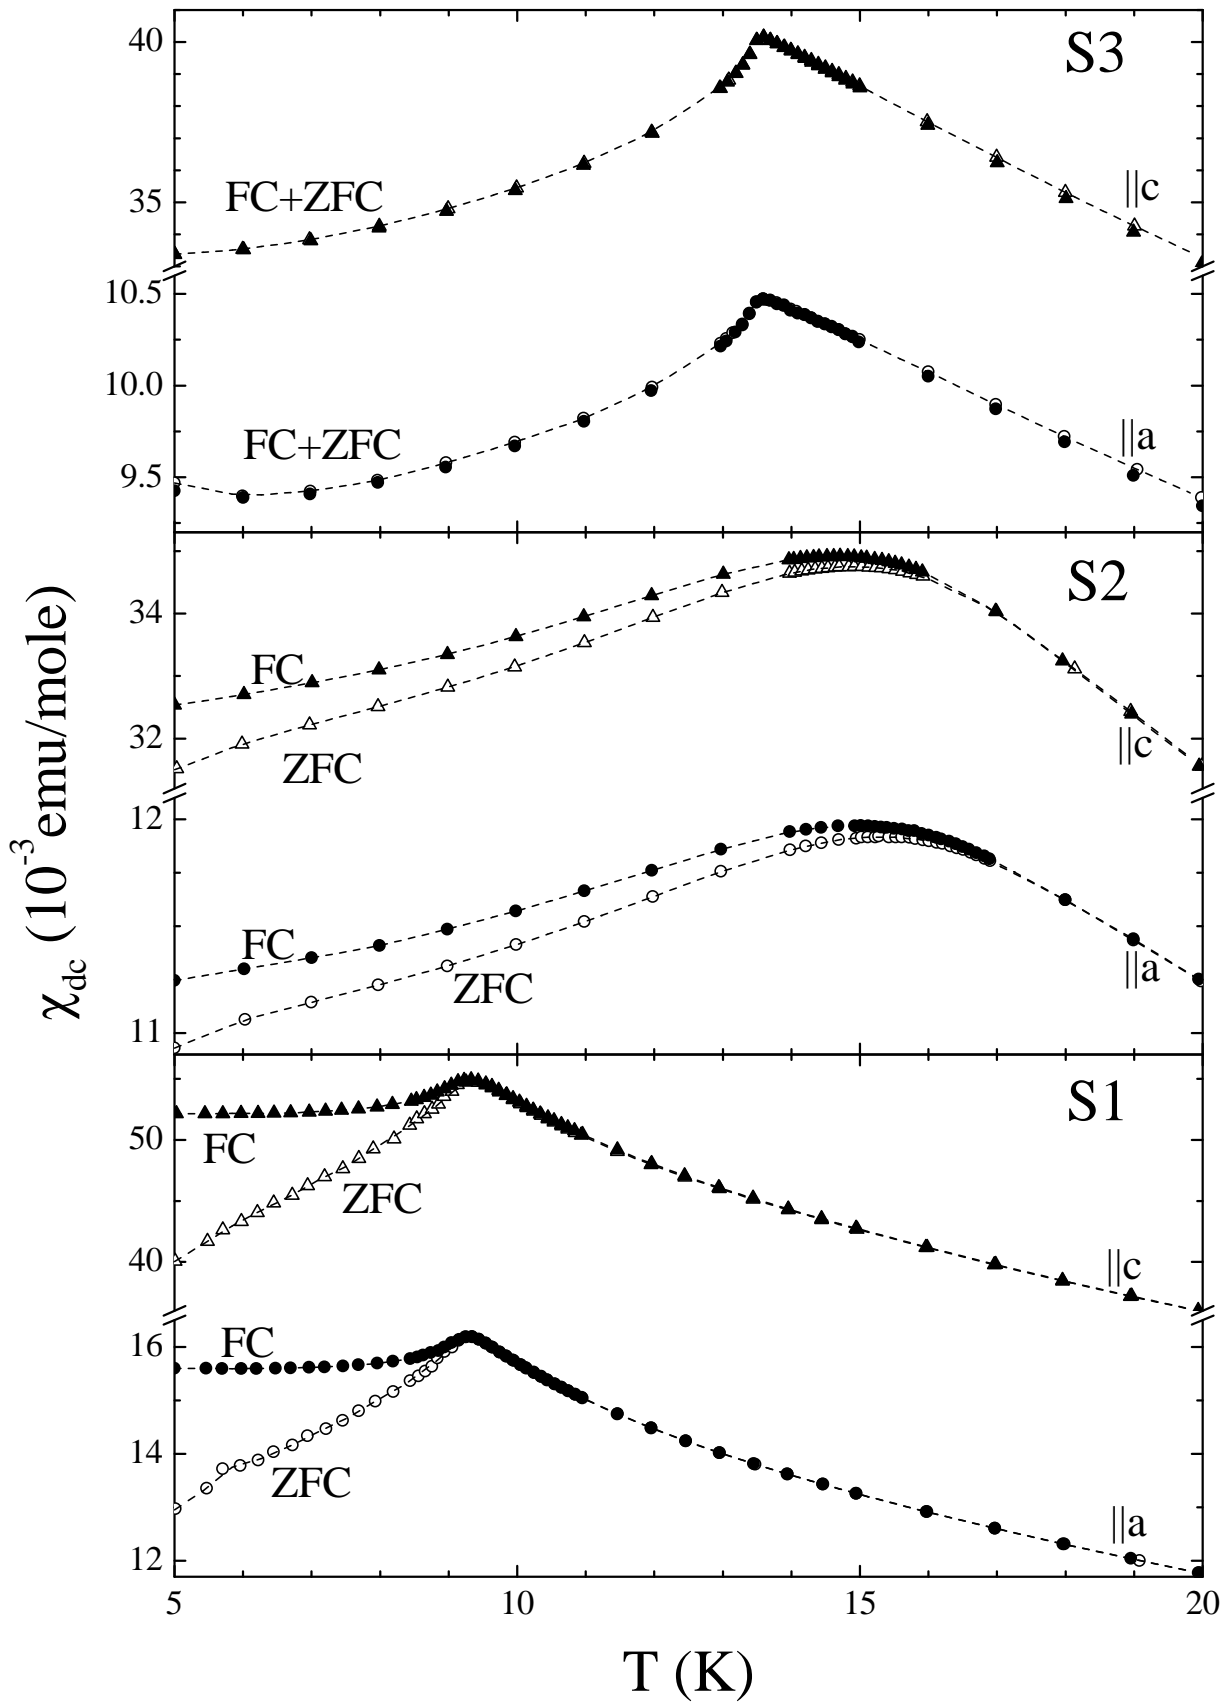 40
S3
FC+ZFC
35
||c
10.5
10.0
FC+ZFC
||a
9.5
S2
34
FC
32
ZFC
||c
12
FC
ZFC
||a
11
χdc (10-3 emu/mole)
S1
50
FC
ZFC
40
||c
16
FC
14
ZFC
||a
12
5 10 15 20
T (K)